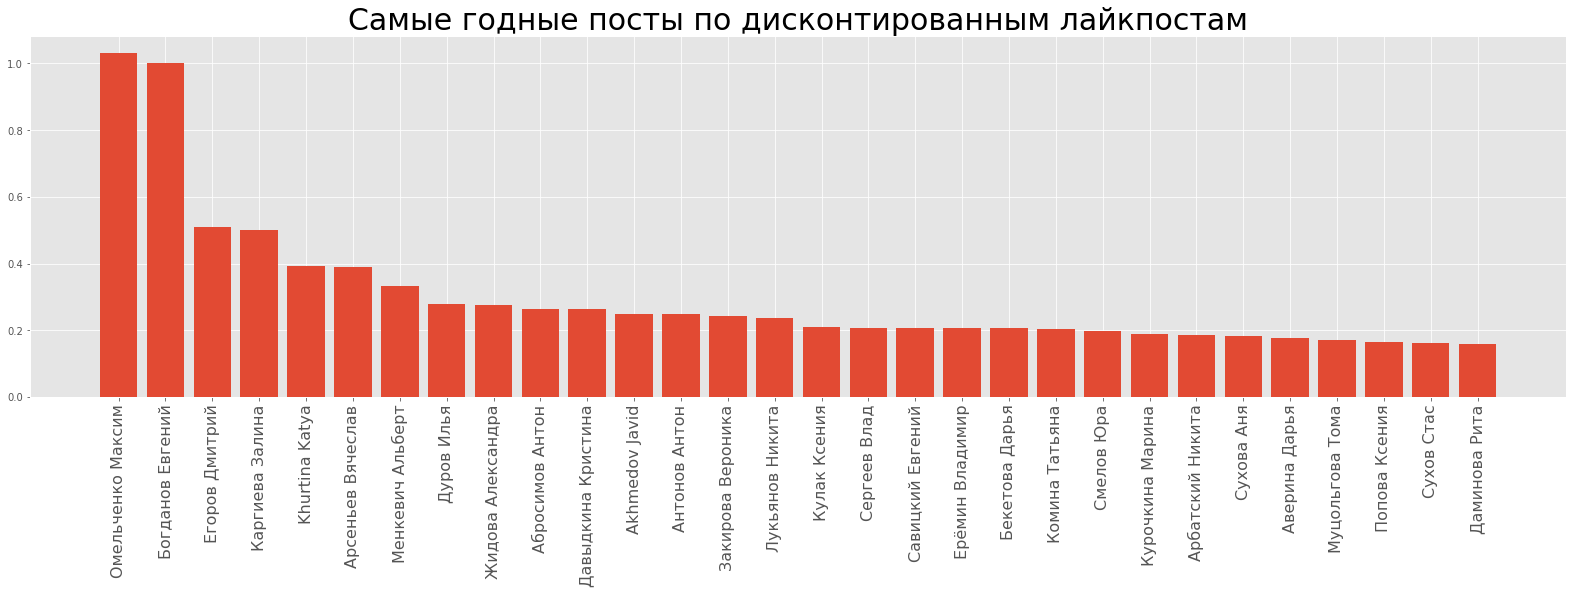 Самые годные посты по дисконтированным лайкпостам
1.0
0.8
0.6
0.4
0.2
0.0
Омельченко Максим
Богданов Евгений
Егоров Дмитрий
Каргиева Залина
Khurtina Katya
Арсеньев Вячеслав
Менкевич Альберт
Дуров Илья
Жидова Александра
Абросимов Антон
Давыдкина Кристина
Akhmedov Javid
Антонов Антон
Закирова Вероника
Лукьянов Никита
Кулак Ксения
Сергеев Влад
Савицкий Евгений
Ерёмин Владимир
Бекетова Дарья
Комина Татьяна
Смелов Юра
Курочкина Марина
Арбатский Никита
Сухова Аня
Аверина Дарья
Муцольгова Тома
Попова Ксения
Сухов Стас
Даминова Рита